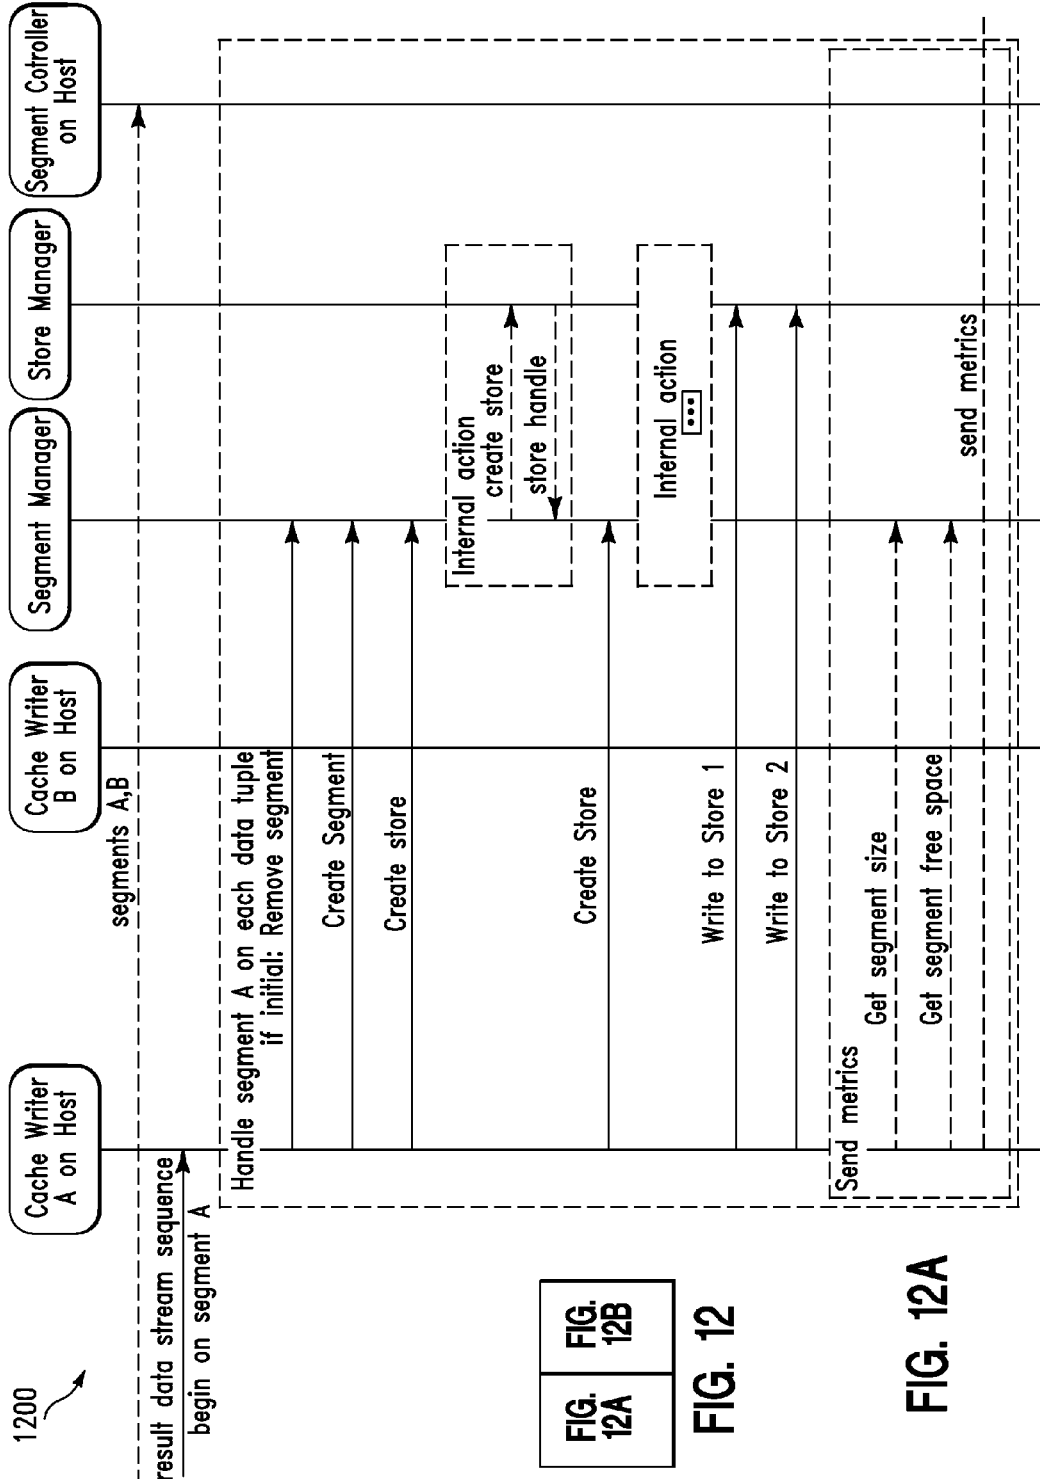 1200
Cache Writer
A on Host
Cache Writer
B on Host
Segment Manager
Store Manager
Segment Cotroller
on Host
segments A,B
result data stream sequence
begin on segment A
Handle segment A on each data tuple
if initial: Remove segment
Create Segment
Create store
Internal action
create store
store handle
Create Store
Internal action
...
Write to Store 1
Write to Store 2
Send metrics
Get segment size
Get segment free space
send metrics
FIG.
12A
FIG.
12B
FIG. 12
FIG. 12A